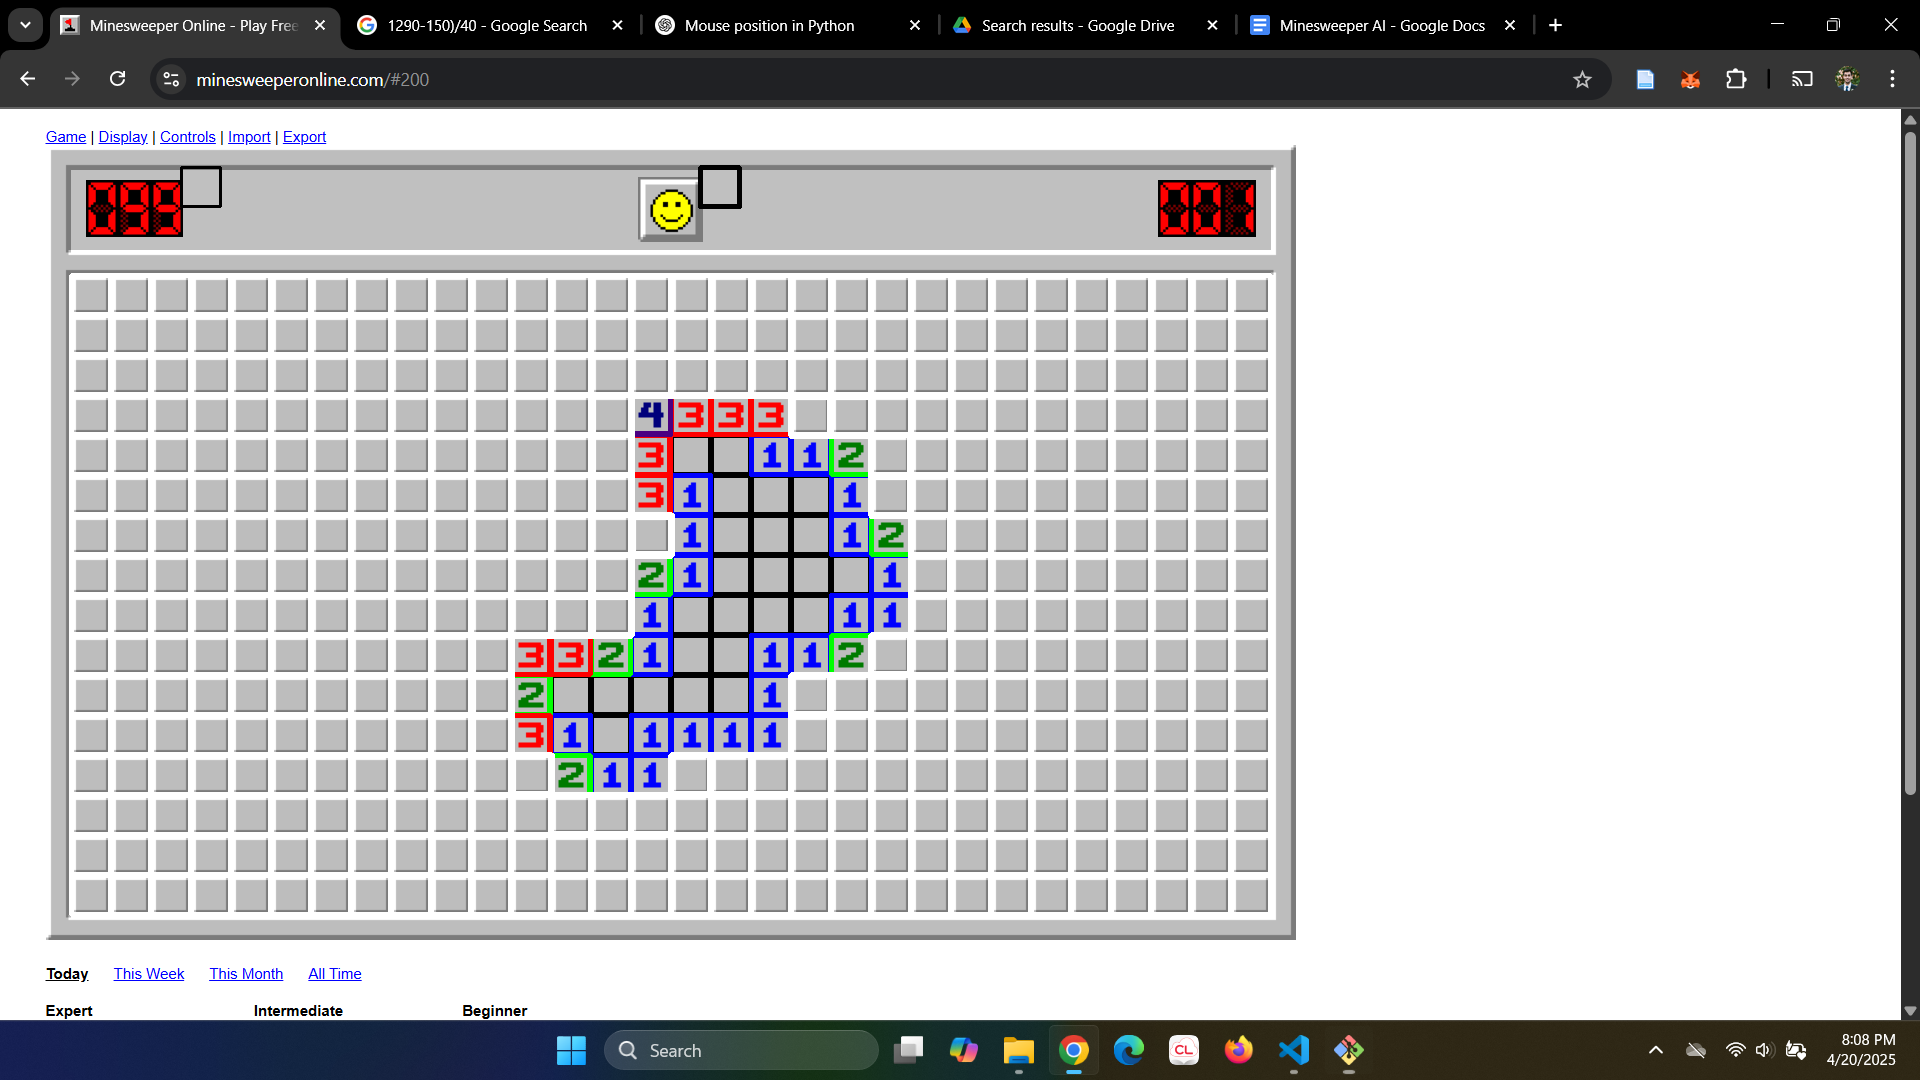 Minesweeper Online - Play Free
1290-150)/40 - Google Search
Mouse position in Python
Search results - Google Drive
Minesweeper AI - Google Docs
minesweeperonline.com/#200
Game | Display | Controls | Import | Export
001
4 3 3 3
3 1 1 2
3 1 1
1 1 2
2 1 1
1 1 1
3 3 2 1 1 1 2
2 1
3 1 1 1 1 1
2 1 1
Today This Week This Month All Time
Expert Intermediate Beginner
Search
CL
8:08 PM
4/20/2025